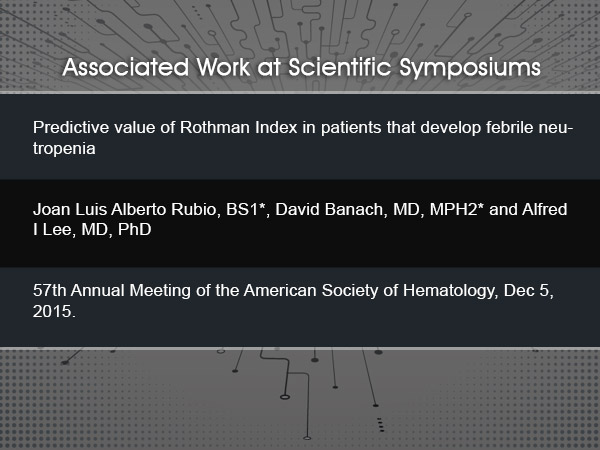 Associated Work at Scientific Symposiums
Predictive value of Rothman Index in patients that develop febrile neu-
tropenia
Joan Luis Alberto Rubio, BS1*, David Banach, MD, MPH2* and Alfred
I Lee, MD, PhD
57th Annual Meeting of the American Society of Hematology, Dec 5,
2015.